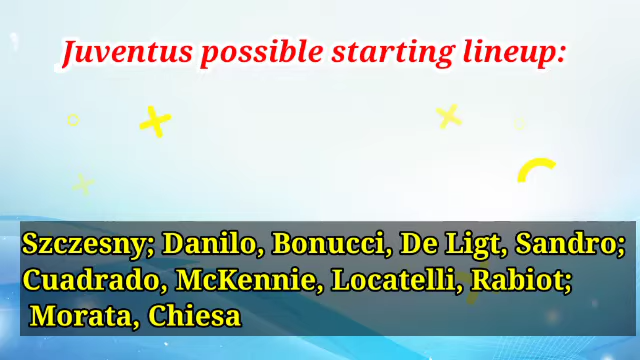 Juventus possible starting lineup:
Szczesny; Danilo, Bonucci, De Ligt, Sandro;
Cuadrado, McKennie, Locatelli, Rabiot;
Morata, Chiesa